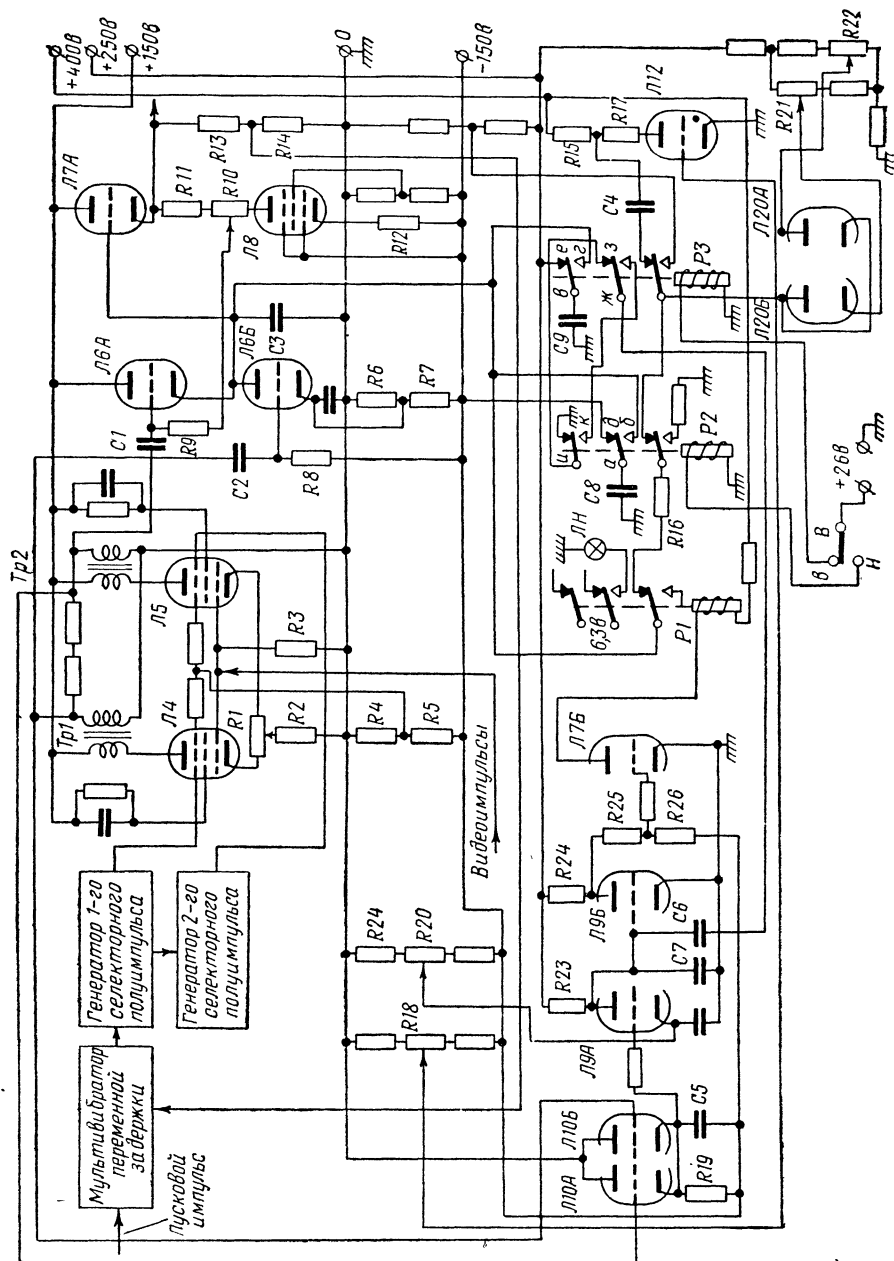 +400В
+250В
+150В
0
-150В
Л7А
R11
R10
R13
R14
Л8
R12
Л6А
С1
R9
Л6Б
С3
R6
R7
С2
R8
Тр2
Тр1
Л5
Л4
R3
R1
R2
R4
R5
Видеоимпульсы
Генератор 1-го
селекторного
полуимпульса
Генератор 2-го
селекторного
полуимпульса
Мультивибратор
переменной
задержки
Пусковой
импульс
R24
R20
R18
R15
R17
Л12
R22
R21
С4
Л20А
Л20Б
е
г
в
з
ж
Р3
С9
к
и
д
б
а
Р2
С8
R16
ЛН
6,3в
Р1
+26В
В
в
Н
Л7Б
R25
R26
R24
Л9Б
С6
С7
R23
Л9А
С5
Л10Б
Л10А
R19